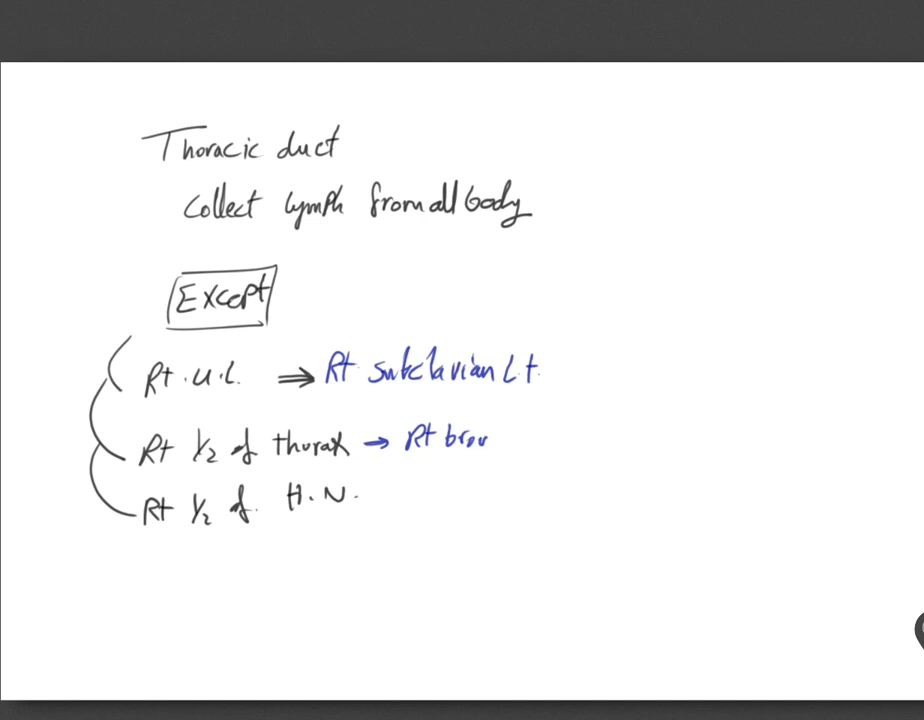 Thoracic duct
Collect lymph from all body
Except
Rt. U.L. ⇒ Rt subclavian L t.
Rt 1/2 of thorax → Rt brou
Rt 1/2 of. H.N.